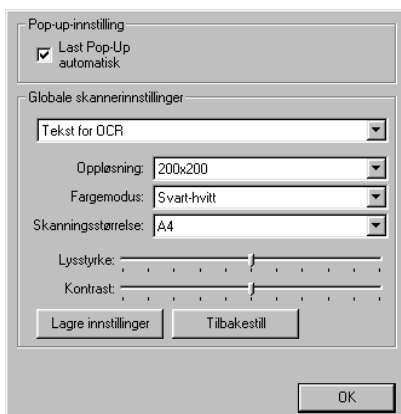 Pop-up-innstilling
Last Pop-Up
automatisk
Globale skannerinnstillinger
Tekst for OCR
Oppløsning: 200x200
Fargemodus: Svart-hvitt
Skanningsstørrelse: A4
Lysstyrke:
Kontrast:
Lagre innstillinger Tilbakestill
OK